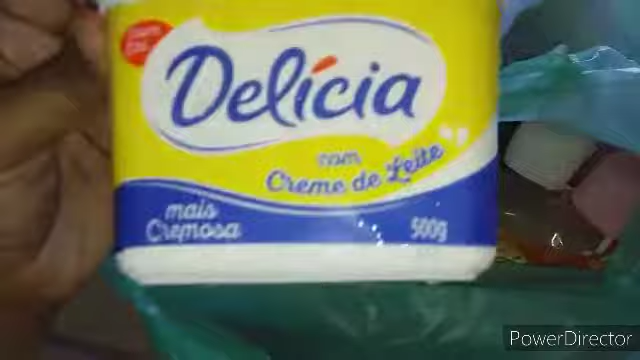 Delícia
com
Creme de Leite
mais
Cremosa
500g
PowerDirector